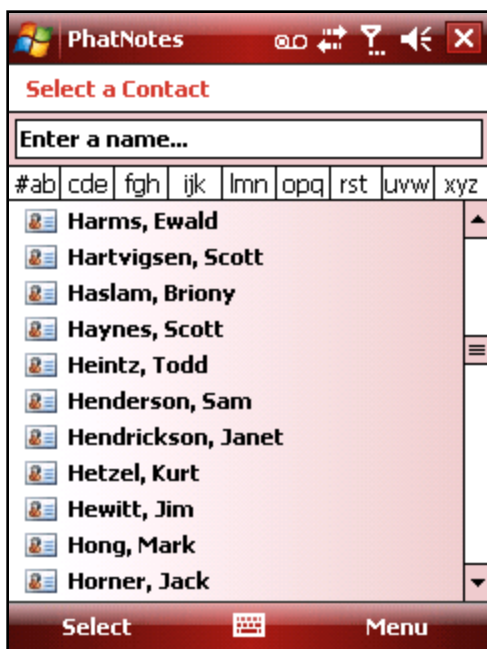 PhatNotes
Select a Contact
Enter a name...
#ab cde fgh ijk lmn opq rst uvw xyz
Harms, Ewald
Hartvigsen, Scott
Haslam, Briony
Haynes, Scott
Heintz, Todd
Henderson, Sam
Hendrickson, Janet
Hetzel, Kurt
Hewitt, Jim
Hong, Mark
Horner, Jack
Select Menu